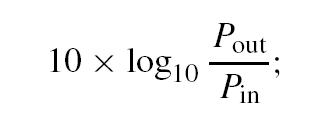 10 × log₁₀ P_out / P_in ;